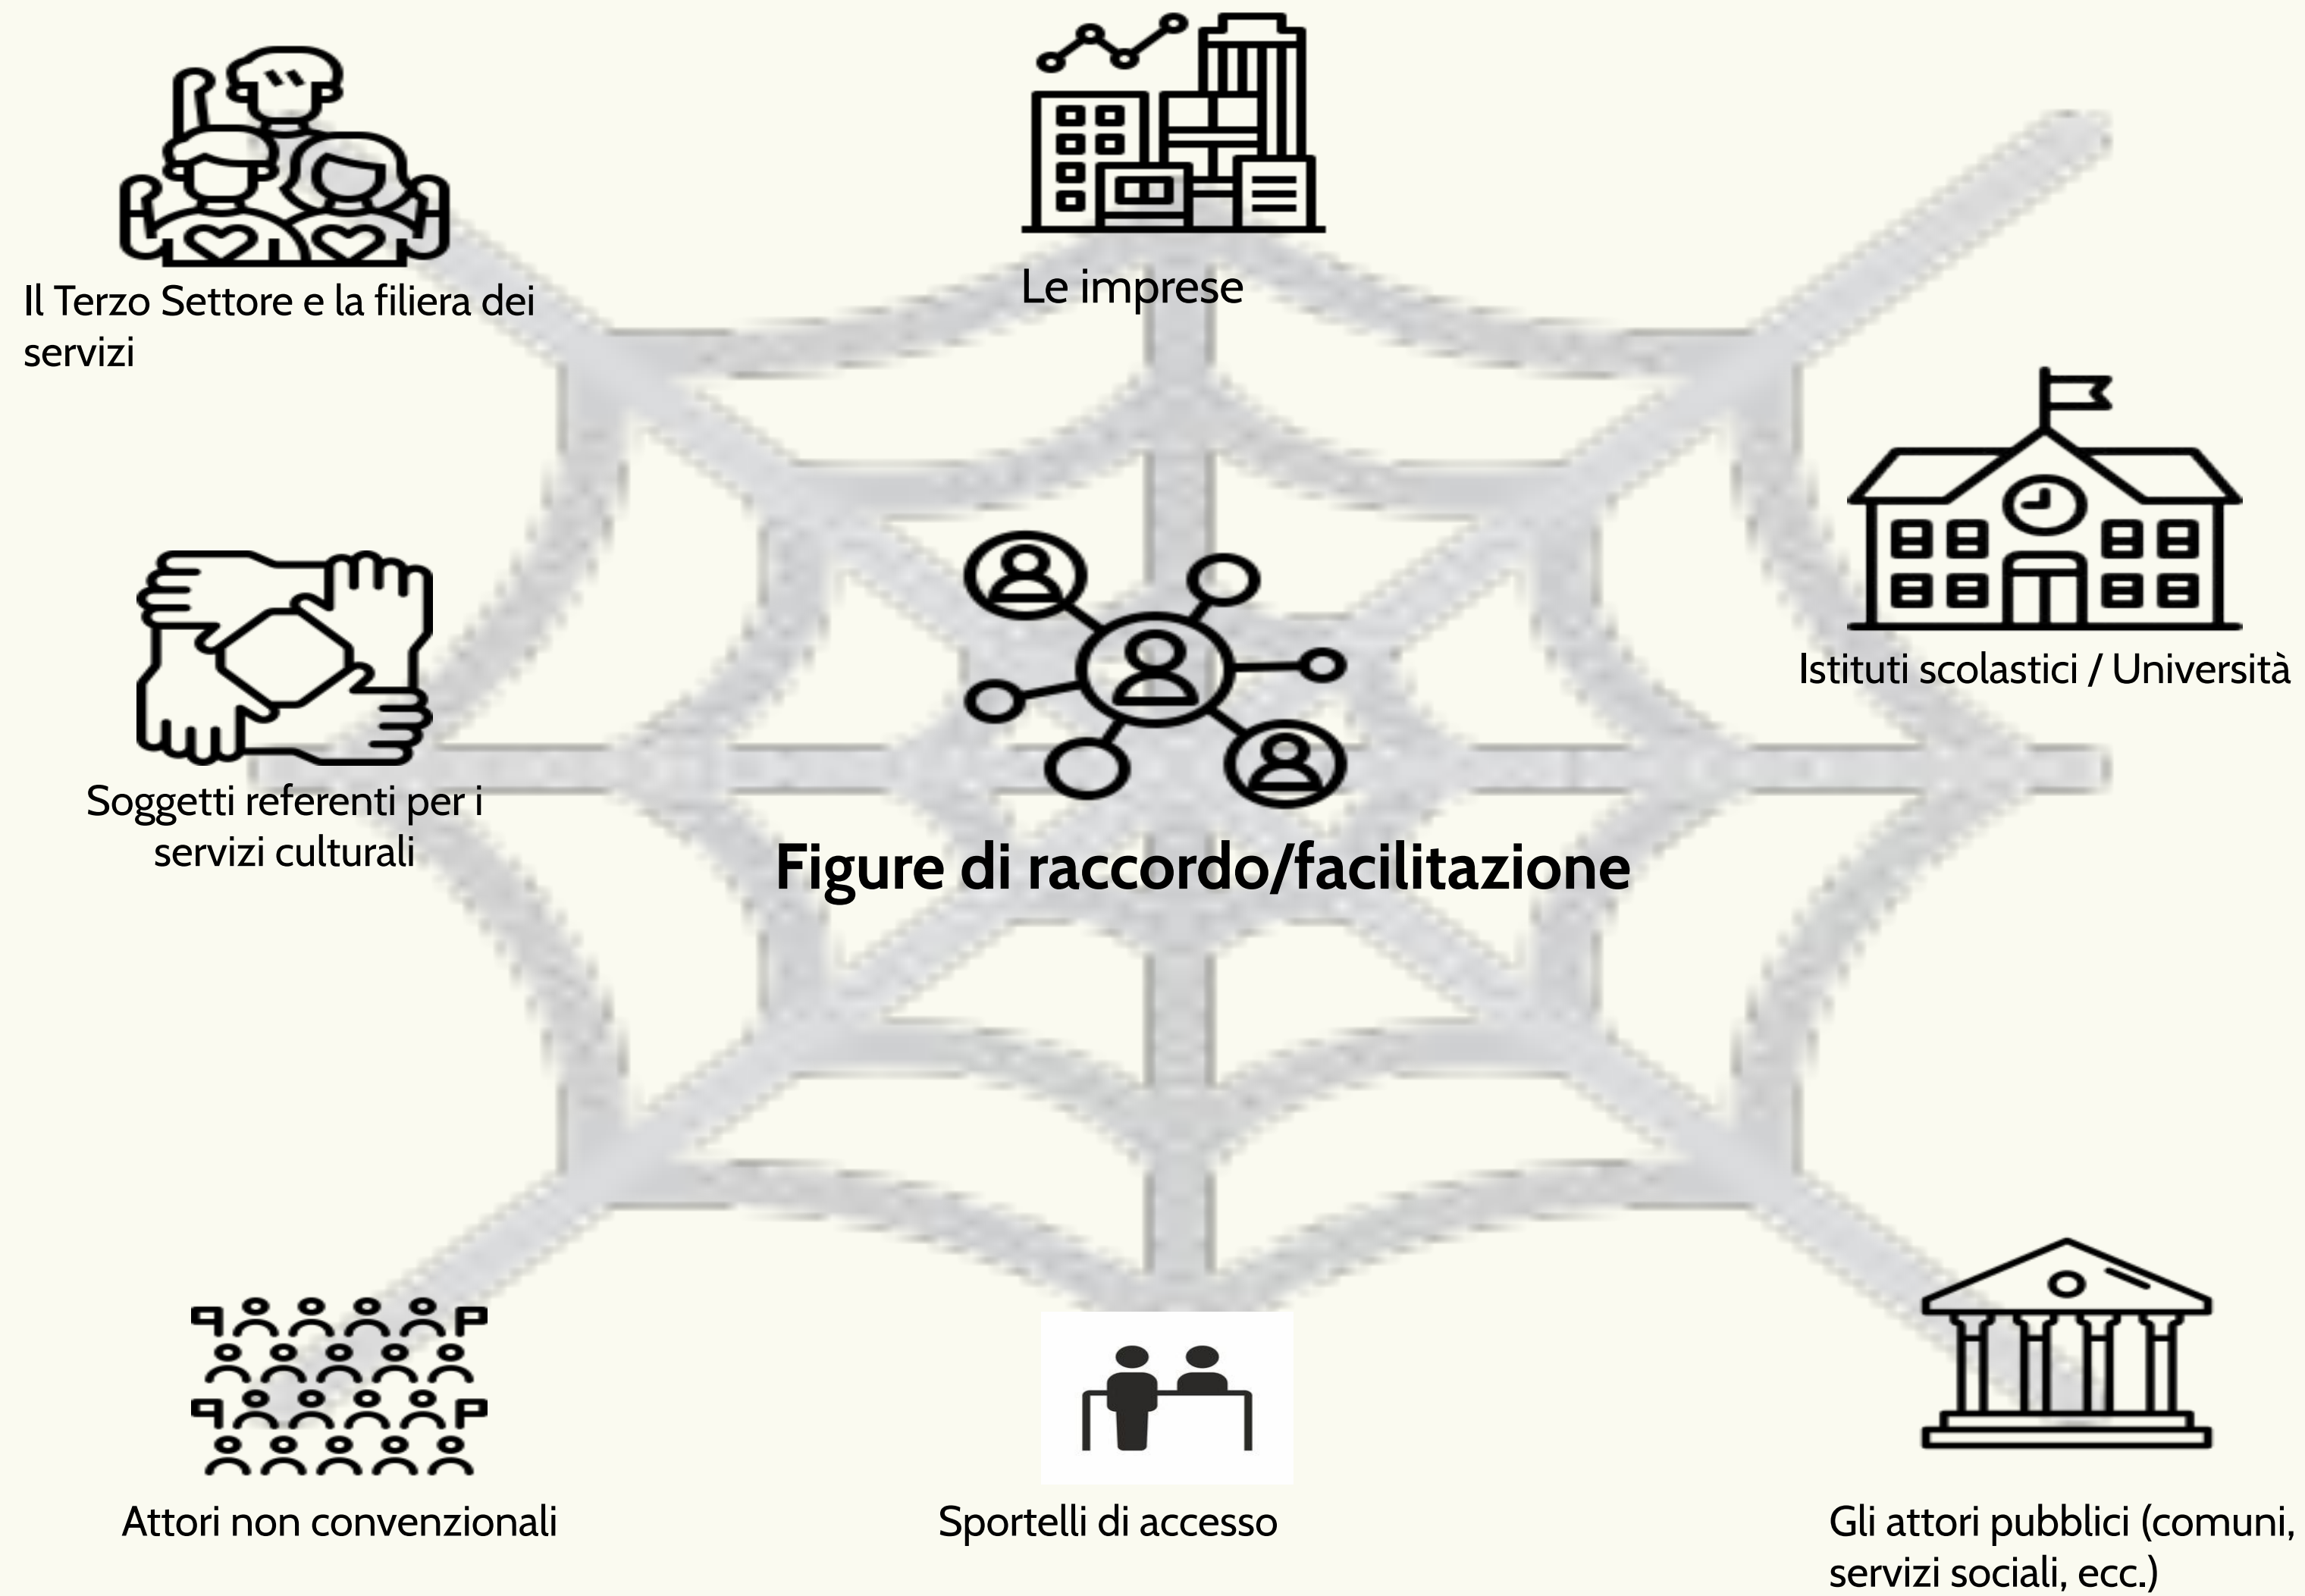 Le imprese
Il Terzo Settore e la filiera dei
servizi
Istituti scolastici / Università
Soggetti referenti per i
servizi culturali
Figure di raccordo/facilitazione
Attori non convenzionali
Sportelli di accesso
Gli attori pubblici (comuni,
servizi sociali, ecc.)